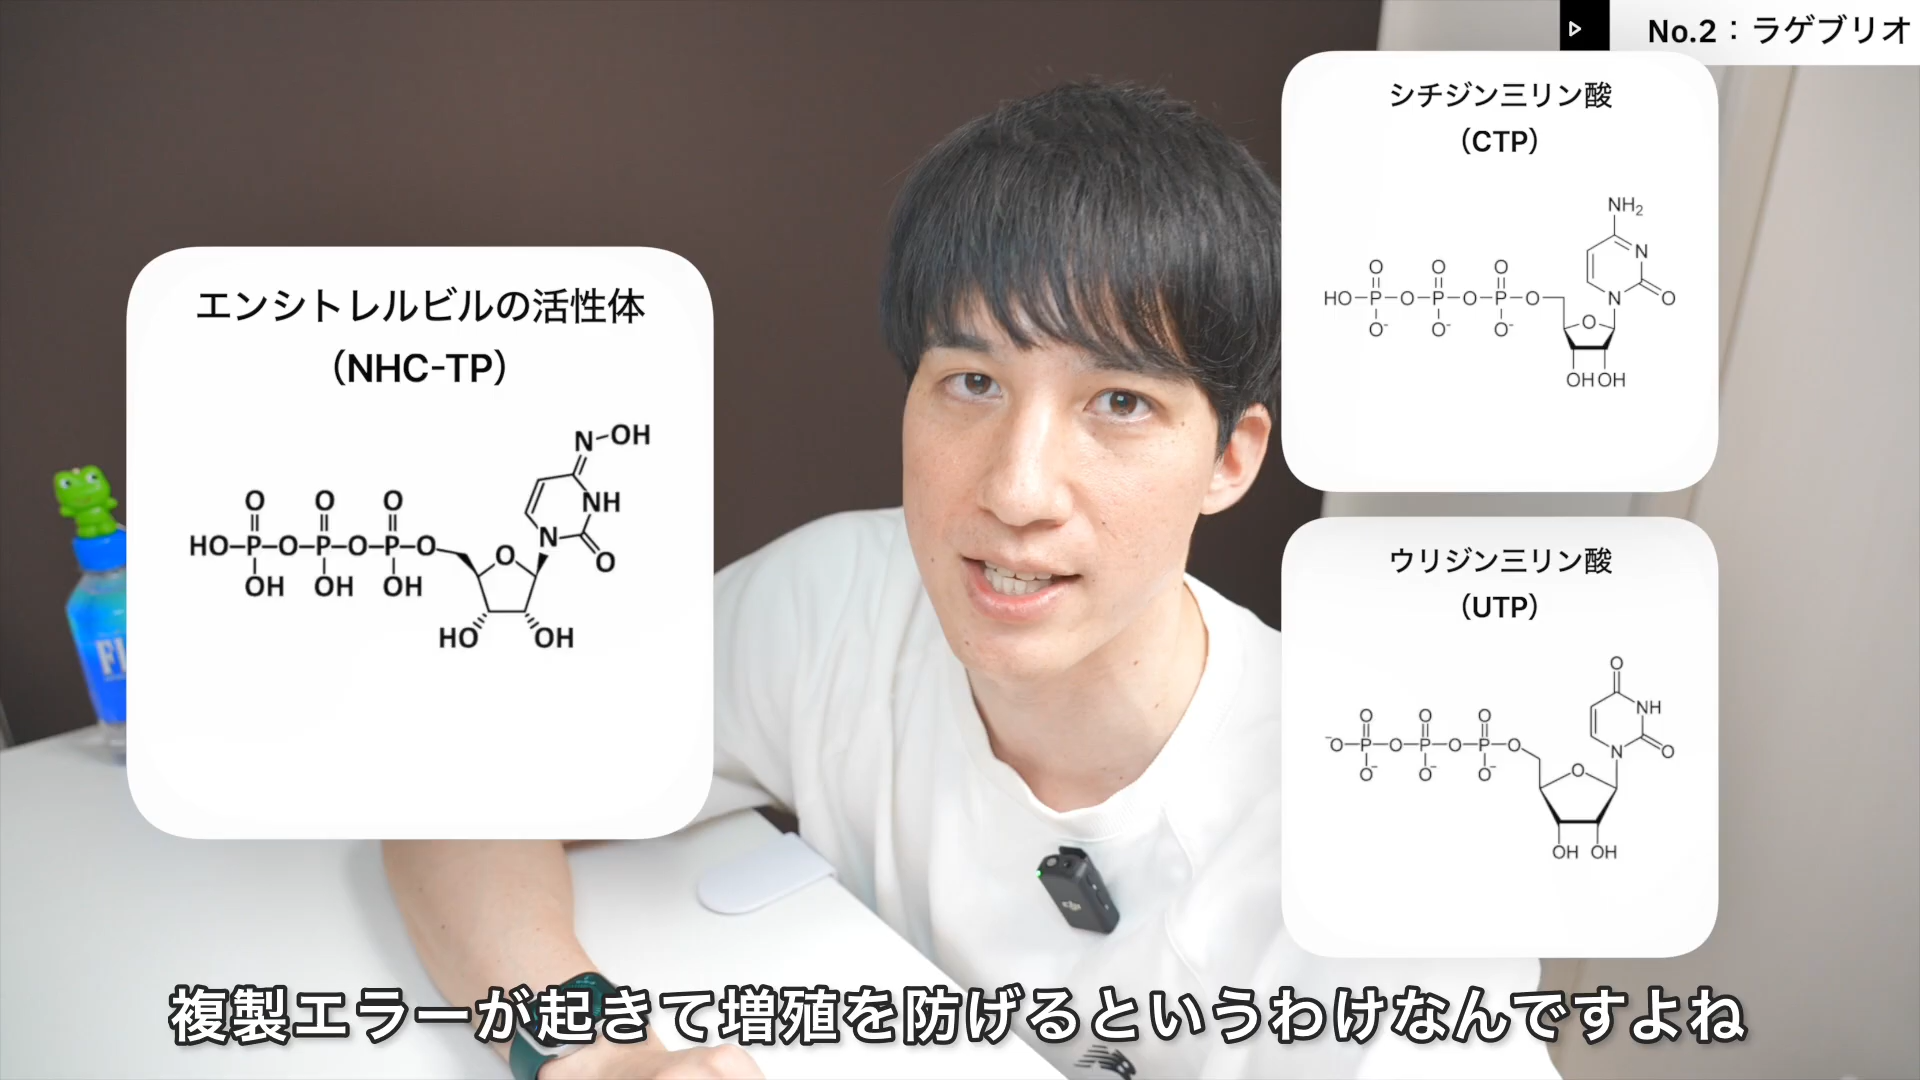 No.2：ラゲブリオ
エンシトレルビルの活性体
（NHC-TP）
N-OH
NH
O O O
HO-P-O-P-O-P-O
OH OH OH
O
N
O
HO OH
シチジン三リン酸
（CTP）
NH₂
N
O O O
HO-P-O-P-O-P-O
O⁻ O⁻ O⁻
N
O
O
OH OH
ウリジン三リン酸
（UTP）
O
NH
O O O
⁻O-P-O-P-O-P-O
O⁻ O⁻ O⁻
N
O
O
OH OH
FI
dji
複製エラーが起きて増殖を防げるというわけなんですよね